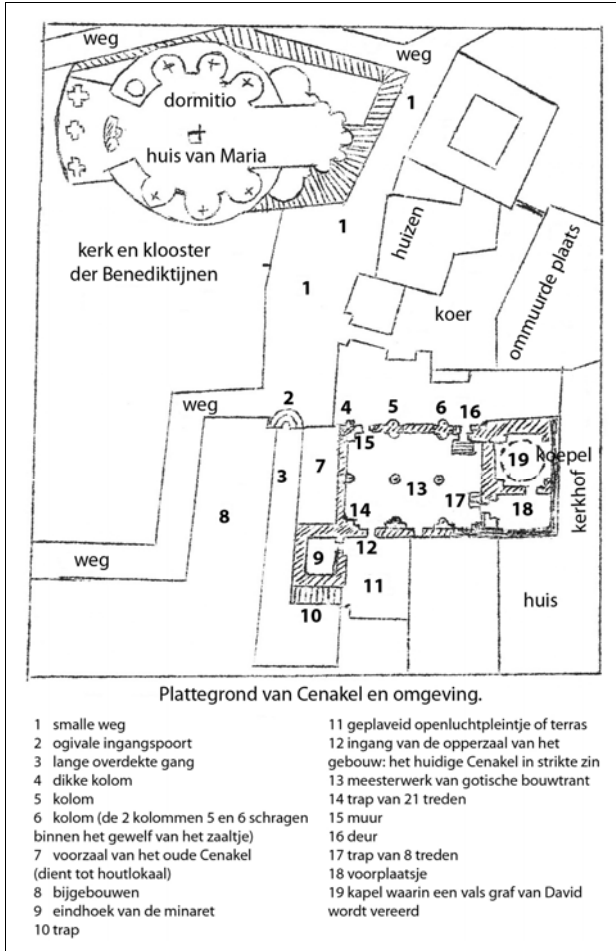 weg
weg
1
dormitio
huis van Maria
1
kerk en klooster
der Benediktijnen
1
huizen
koer
ommuurde plaats
2
weg
4
5
6
16
15
3
7
19
koepel
8
13
17
18
kerkhof
14
12
9
weg
11
10
huis
Plattegrond van Cenakel en omgeving.
1 smalle weg
2 ogivale ingangspoort
3 lange overdekte gang
4 dikke kolom
5 kolom
6 kolom (de 2 kolommen 5 en 6 schragen
binnen het gewelf van het zaaltje)
7 voorzaal van het oude Cenakel
(dient tot houtlokaal)
8 bijgebouwen
9 eindhoek van de minaret
10 trap
11 geplaveid openluchtpleintje of terras
12 ingang van de opperzaal van het
gebouw: het huidige Cenakel in strikte zin
13 meesterwerk van gotische bouwtrant
14 trap van 21 treden
15 muur
16 deur
17 trap van 8 treden
18 voorplaatsje
19 kapel waarin een vals graf van David
wordt vereerd